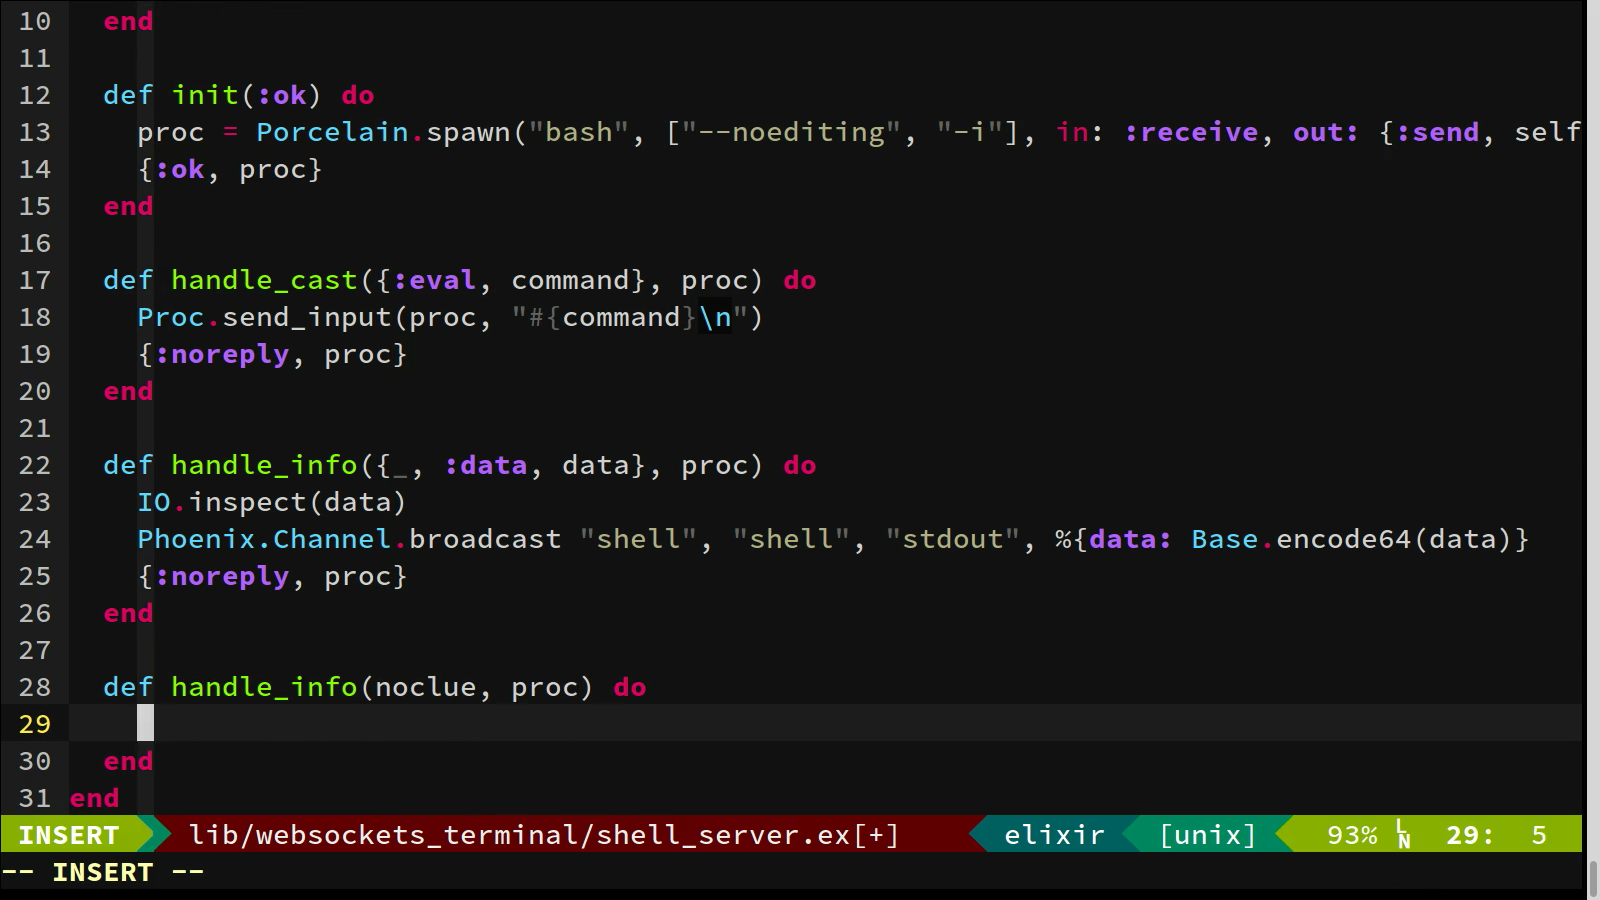 10   end
11
12   def init(:ok) do
13     proc = Porcelain.spawn("bash", ["--noediting", "-i"], in: :receive, out: {:send, self
14     {:ok, proc}
15   end
16
17   def handle_cast({:eval, command}, proc) do
18     Proc.send_input(proc, "#{command}\n")
19     {:noreply, proc}
20   end
21
22   def handle_info({_, :data, data}, proc) do
23     IO.inspect(data)
24     Phoenix.Channel.broadcast "shell", "shell", "stdout", %{data: Base.encode64(data)}
25     {:noreply, proc}
26   end
27
28   def handle_info(noclue, proc) do
29
30   end
31 end
INSERT lib/websockets_terminal/shell_server.ex[+] elixir [unix] 93% LN 29: 5
-- INSERT --